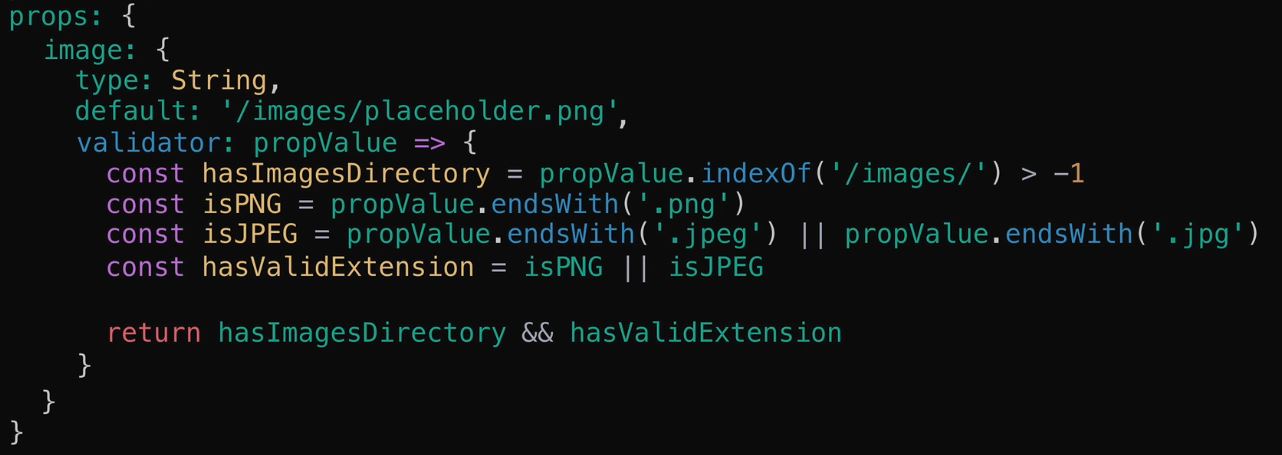 props: {
  image: {
    type: String,
    default: '/images/placeholder.png',
    validator: propValue => {
      const hasImagesDirectory = propValue.indexOf('/images/') > -1
      const isPNG = propValue.endsWith('.png')
      const isJPEG = propValue.endsWith('.jpeg') || propValue.endsWith('.jpg')
      const hasValidExtension = isPNG || isJPEG

      return hasImagesDirectory && hasValidExtension
    }
  }
}